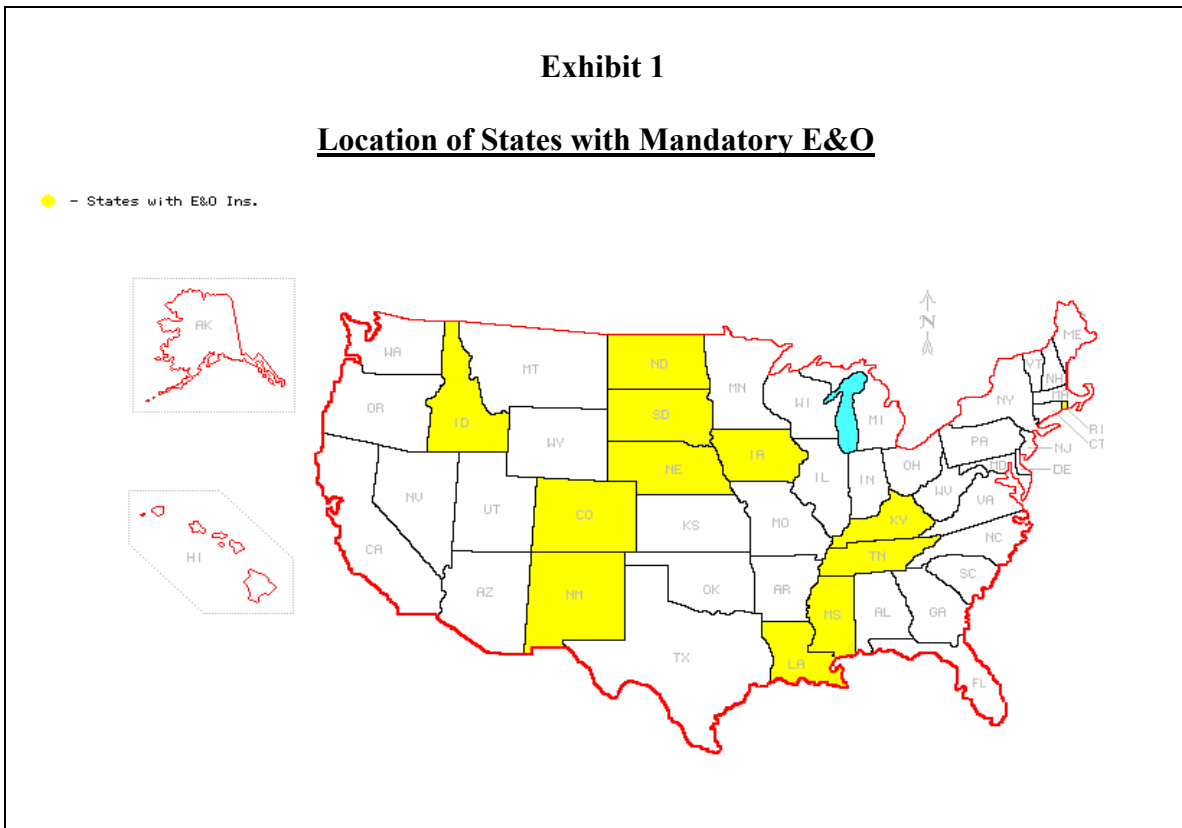 Exhibit 1
Location of States with Mandatory E&O
- States with E&O Ins.
AK
N
ME
WA
ND
VT
MT
MN
NH
OR
WI
NY
MA
SD
MI
ID
RI
WY
PA
CT
IA
NJ
NE
OH
MD
DE
NV
IL
IN
WV
UT
CO
VA
KS
MO
KY
HI
CA
NC
TN
SC
AZ
NM
OK
AR
MS
AL
GA
TX
LA
FL